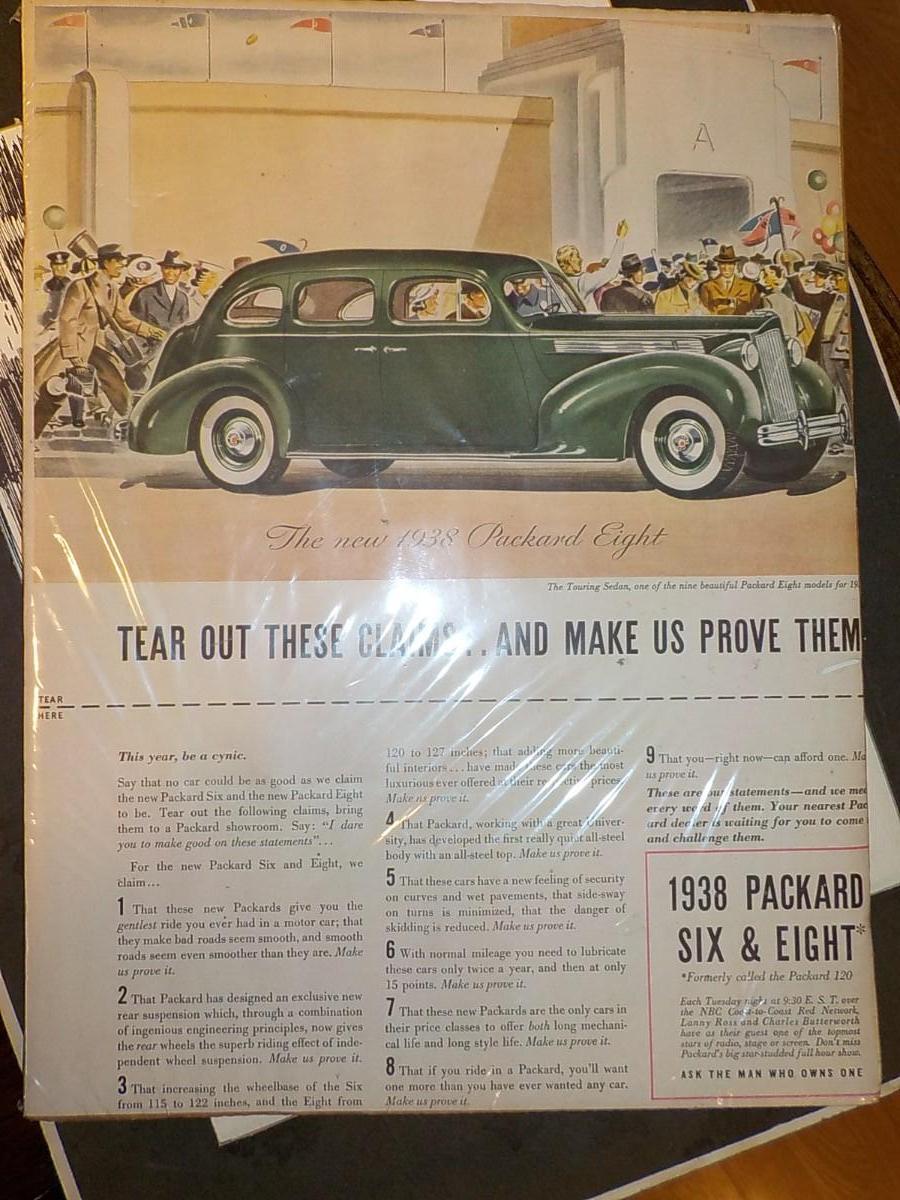 A
The new 1938 Packard Eight
The Touring Sedan, one of the nine beautiful Packard Eight models for 19
TEAR OUT THESE CLAIMS . . AND MAKE US PROVE THEM
TEAR
HERE
This year, be a cynic.
Say that no car could be as good as we claim
the new Packard Six and the new Packard Eight
to be. Tear out the following claims, bring
them to a Packard showroom. Say: "I dare
you to make good on these statements"...
For the new Packard Six and Eight, we
claim...
1 That these new Packards give you the
gentlest ride you ever had in a motor car; that
they make bad roads seem smooth, and smooth
roads seem even smoother than they are. Make
us prove it.
2 That Packard has designed an exclusive new
rear suspension which, through a combination
of ingenious engineering principles, now gives
the rear wheels the superb riding effect of inde-
pendent wheel suspension. Make us prove it.
3 That increasing the wheelbase of the Six
from 115 to 122 inches, and the Eight from
120 to 127 inches; that adding more beauti-
ful interiors... have made these cars the most
luxurious ever offered at their respective prices.
Make us prove it.
4 That Packard, working with a great univer-
sity, has developed the first really quiet all-steel
body with an all-steel top. Make us prove it.
5 That these cars have a new feeling of security
on curves and wet pavements, that side-sway
on turns is minimized, that the danger of
skidding is reduced. Make us prove it.
6 With normal mileage you need to lubricate
these cars only twice a year, and then at only
15 points. Make us prove it.
7 That these new Packards are the only cars in
their price classes to offer both long mechani-
cal life and long style life. Make us prove it.
8 That if you ride in a Packard, you'll want
one more than you have ever wanted any car.
Make us prove it.
9 That you—right now—can afford one. Ma
us prove it.
These are our statements—and we mea
every word of them. Your nearest Pac
ard dealer is waiting for you to come
and challenge them.
1938 PACKARD
SIX & EIGHT*
*Formerly called the Packard 120
Each Tuesday night at 9:30 E. S. T. over
the NBC Coast-to-Coast Red Network,
Lanny Ross and Charles Butterworth
have as their guest one of the topmost
stars of radio, stage or screen. Don't miss
Packard's big star-studded full hour show.
ASK THE MAN WHO OWNS ONE